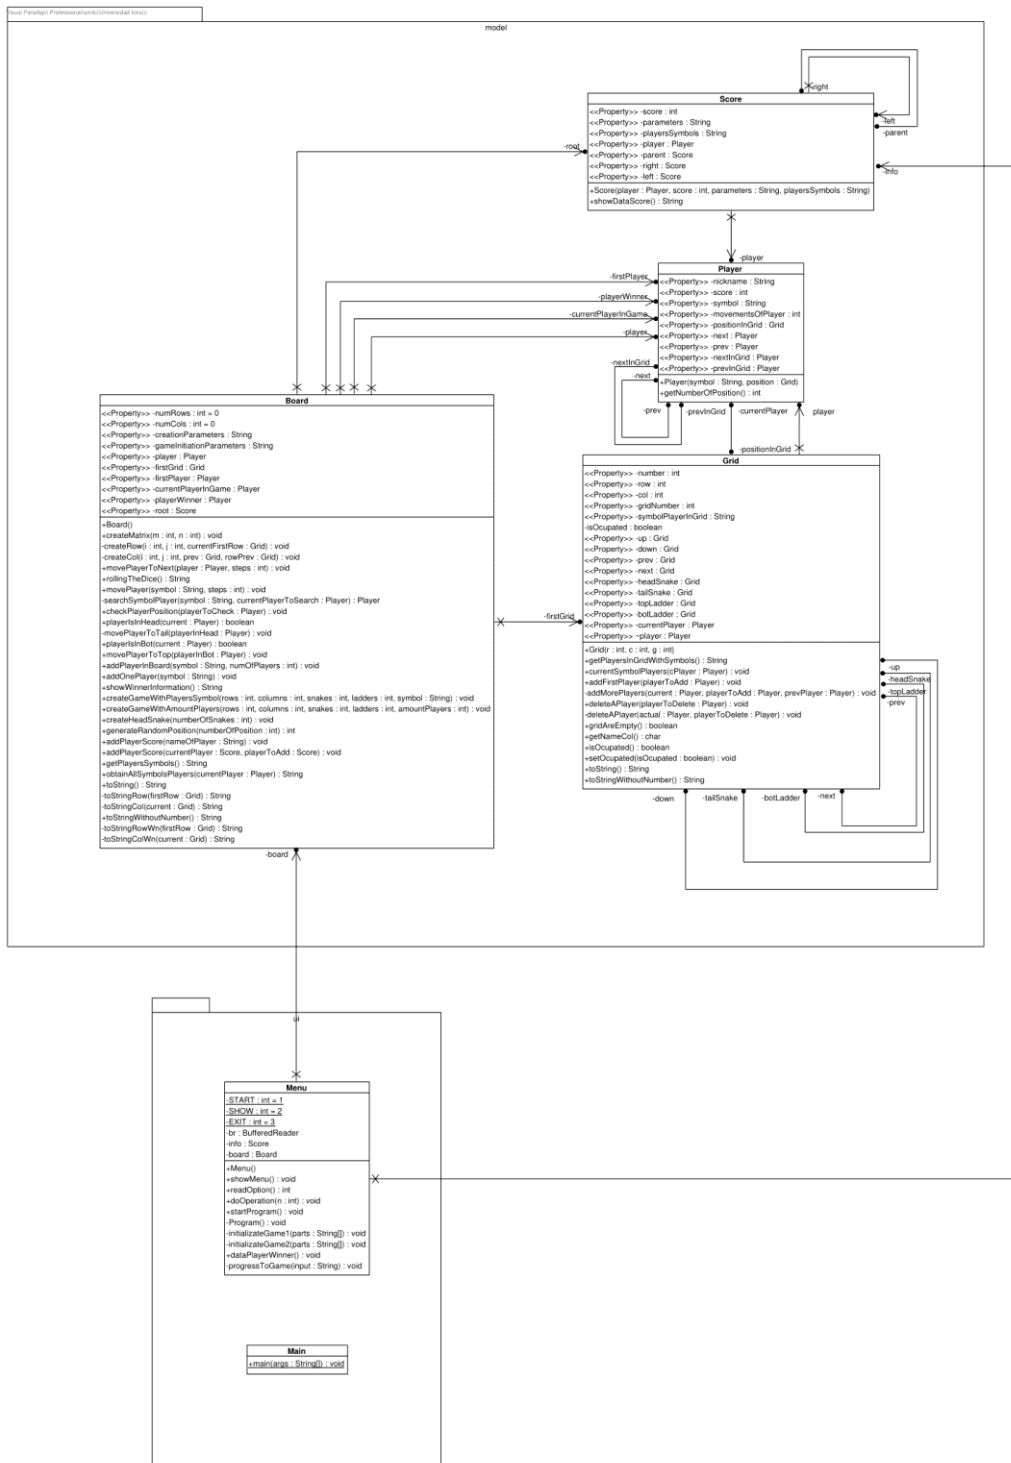 Visual Paradigm Professional(amilc(Universidad Icesi))
model
right
Score
<<Property>> -score : int
<<Property>> -parameters : String
<<Property>> -playersSymbols : String
<<Property>> -player : Player
<<Property>> -parent : Score
<<Property>> -right : Score
<<Property>> -left : Score
+Score(player : Player, score : int, parameters : String, playersSymbols : String)
+showDataScore() : String
-left
-parent
-root
-info
-player
Player
<<Property>> -nickname : String
<<Property>> -score : int
<<Property>> -symbol : String
<<Property>> -movementsOfPlayer : int
<<Property>> -positionInGrid : Grid
<<Property>> -next : Player
<<Property>> -prev : Player
<<Property>> -nextInGrid : Player
<<Property>> -prevInGrid : Player
+Player(symbol : String, position : Grid)
+getNumberOfPosition() : int
-firstPlayer
-playerWinner
-currentPlayerInGame
-player
-nextInGrid
-next
-prev
-prevInGrid
-currentPlayer
player
-positionInGrid
Board
<<Property>> -numRows : int = 0
<<Property>> -numCols : int = 0
<<Property>> -creationParameters : String
<<Property>> -gameInitiationParameters : String
<<Property>> -player : Player
<<Property>> -firstGrid : Grid
<<Property>> -firstPlayer : Player
<<Property>> -currentPlayerInGame : Player
<<Property>> -playerWinner : Player
<<Property>> -root : Score
+Board()
+createMatrix(m : int, n : int) : void
-createRow(i : int, j : int, currentFirstRow : Grid) : void
-createCol(i : int, j : int, prev : Grid, rowPrev : Grid) : void
+movePlayerToNext(player : Player, steps : int) : void
+rollingTheDice() : String
+movePlayer(symbol : String, steps : int) : void
-searchSymbolPlayer(symbol : String, currentPlayerToSearch : Player) : Player
+checkPlayerPosition(playerToCheck : Player) : void
+playerIsInHead(current : Player) : boolean
-movePlayerToTail(playerInHead : Player) : void
+playerIsInBot(current : Player) : boolean
+movePlayerToTop(playerInBot : Player) : void
+addPlayerInBoard(symbol : String, numOfPlayers : int) : void
+addOnePlayer(symbol : String) : void
+showWinnerInformation() : String
+createGameWithPlayersSymbol(rows : int, columns : int, snakes : int, ladders : int, symbol : String) : void
+createGameWithAmountPlayers(rows : int, columns : int, snakes : int, ladders : int, amountPlayers : int) : void
+createHeadSnake(numberOfSnakes : int) : void
+generateRandomPosition(numberOfPosition : int) : int
+addPlayerScore(nameOfPlayer : String) : void
+addPlayerScore(currentPlayer : Score, playerToAdd : Score) : void
+getPlayersSymbols() : String
+obtainAllSymbolsPlayers(currentPlayer : Player) : String
+toString() : String
-toStringRow(firstRow : Grid) : String
-toStringCol(current : Grid) : String
+toStringWithoutNumber() : String
-toStringRowWn(firstRow : Grid) : String
-toStringColWn(current : Grid) : String
-firstGrid
Grid
<<Property>> -number : int
<<Property>> -row : int
<<Property>> -col : int
<<Property>> -gridNumber : int
<<Property>> -symbolPlayerInGrid : String
-isOcupated : boolean
<<Property>> -up : Grid
<<Property>> -down : Grid
<<Property>> -prev : Grid
<<Property>> -next : Grid
<<Property>> -headSnake : Grid
<<Property>> -tailSnake : Grid
<<Property>> -topLadder : Grid
<<Property>> -botLadder : Grid
<<Property>> -currentPlayer : Player
<<Property>> ~player : Player
+Grid(r : int, c : int, g : int)
+getPlayersInGridWithSymbols() : String
+currentSymbolPlayers(cPlayer : Player) : void
+addFirstPlayer(playerToAdd : Player) : void
-addMorePlayers(current : Player, playerToAdd : Player, prevPlayer : Player) : void
+deleteAPlayer(playerToDelete : Player) : void
-deleteAPlayer(actual : Player, playerToDelete : Player) : void
+gridAreEmpty() : boolean
+getNameCol() : char
+isOcupated() : boolean
+setOcupated(isOcupated : boolean) : void
+toString() : String
+toStringWithoutNumber() : String
-up
-headSnake
-topLadder
-prev
-down
-tailSnake
-botLadder
-next
-board
ui
Menu
-START : int = 1
-SHOW : int = 2
-EXIT : int = 3
-br : BufferedReader
-info : Score
-board : Board
+Menu()
+showMenu() : void
+readOption() : int
+doOperation(n : int) : void
+startProgram() : void
-Program() : void
-initializateGame1(parts : String[]) : void
-initializateGame2(parts : String[]) : void
+dataPlayerWinner() : void
-progressToGame(input : String) : void
Main
+main(args : String[]) : void